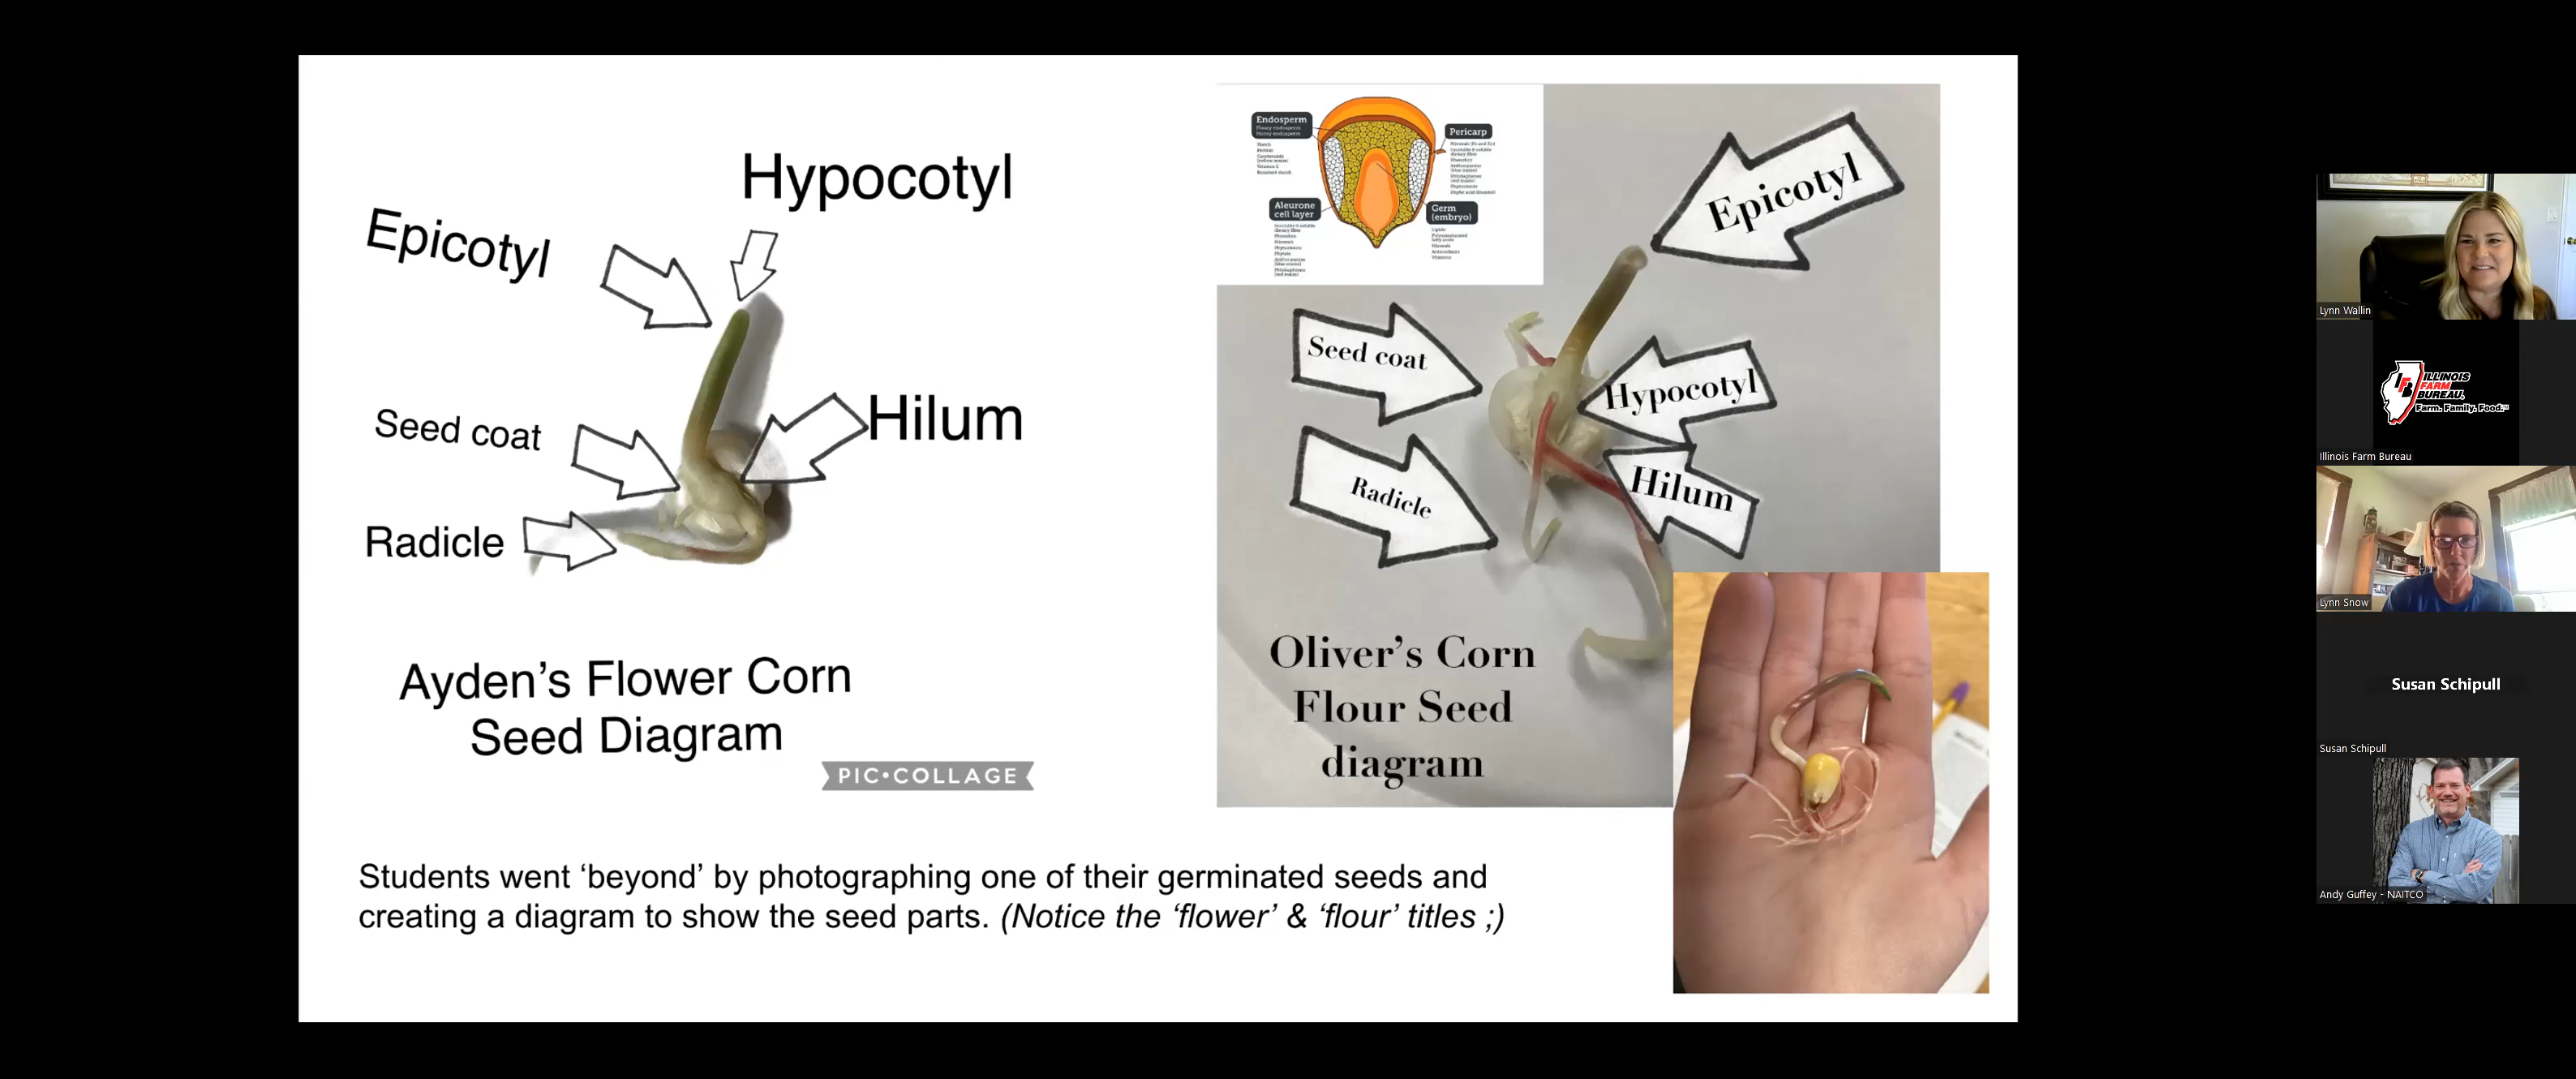 Hypocotyl
Epicotyl
Seed coat
Hilum
Radicle
Ayden’s Flower Corn
Seed Diagram
PIC•COLLAGE
Endosperm
Pericarp
Aleurone
cell layer
Germ
(embryo)
Epicotyl
Seed coat
Hypocotyl
Radicle
Hilum
Oliver’s Corn
Flour Seed
diagram
Students went ‘beyond’ by photographing one of their germinated seeds and
creating a diagram to show the seed parts. (Notice the ‘flower’ & ‘flour’ titles ;)
Lynn Wallin
ILLINOIS
FARM
BUREAU.
Farm. Family. Food.™
Illinois Farm Bureau
Lynn Snow
Susan Schipull
Susan Schipull
Andy Guffey - NAITCO